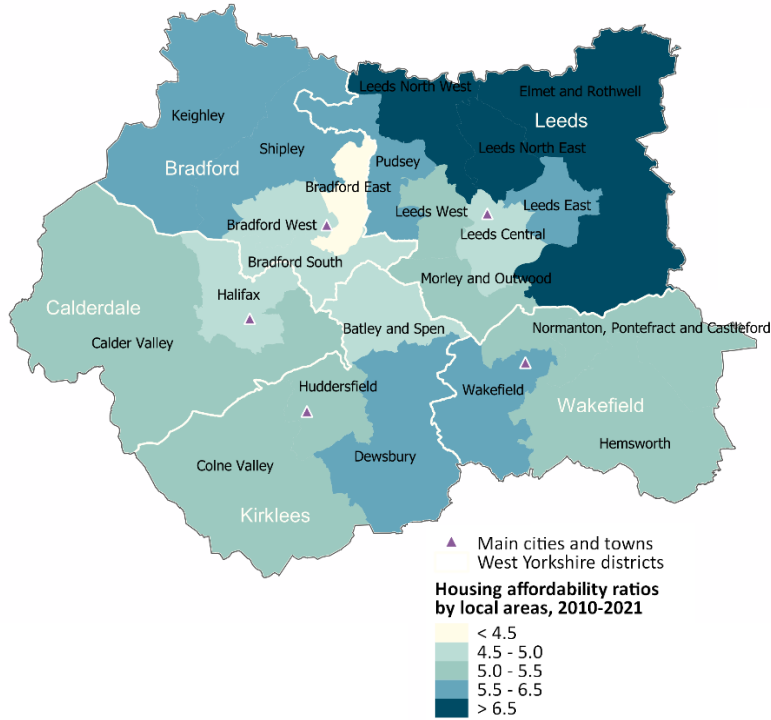 Leeds North West
Elmet and Rothwell
Keighley
Leeds
Shipley
Leeds North East
Pudsey
Bradford
Bradford East
Leeds West
Leeds East
Bradford West
Leeds Central
Bradford South
Morley and Outwood
Halifax
Calderdale
Batley and Spen
Normanton, Pontefract and Castleford
Calder Valley
Huddersfield
Wakefield
Wakefield
Hemsworth
Dewsbury
Colne Valley
Kirklees
Main cities and towns
West Yorkshire districts
Housing affordability ratios
by local areas, 2010-2021
< 4.5
4.5 - 5.0
5.0 - 5.5
5.5 - 6.5
> 6.5